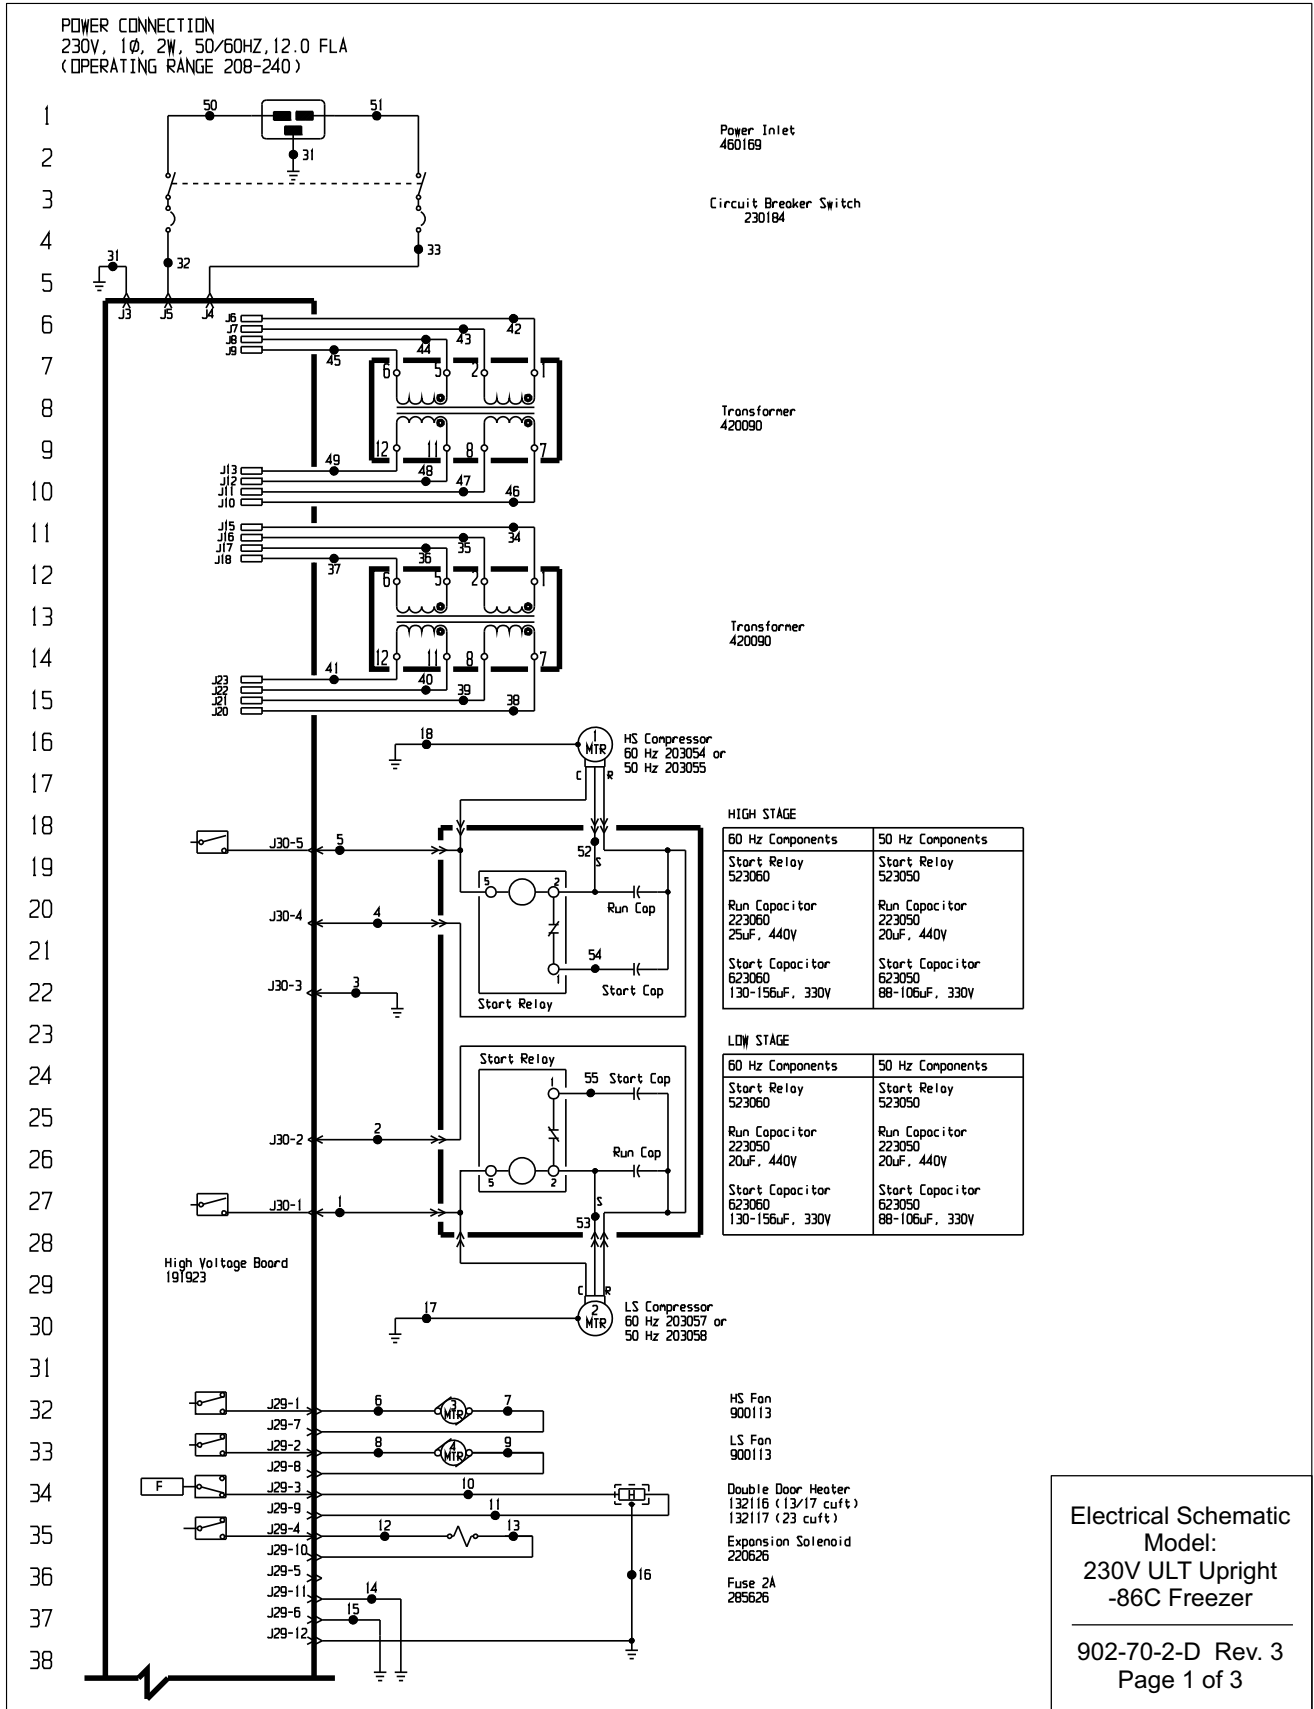 POWER CONNECTION
230V, 1Ø, 2W, 50/60HZ,12.0 FLA
(OPERATING RANGE 208-240)
1
50
51
Power Inlet
460169
2
31
3
Circuit Breaker Switch
230184
4
31
32
33
5
J3
J5
J4
6
J6
42
J7
43
J8
44
J9
45
7
6
5
2
1
8
Transformer
420090
9
12
11
8
7
J13
49
J12
48
J11
47
10
J10
46
11
J15
34
J16
35
J17
36
J18
37
12
6
5
2
1
13
Transformer
420090
14
12
11
8
7
J23
41
J22
40
15
J21
39
J20
38
16
18
1
MTR
HS Compressor
60 Hz 203054 or
50 Hz 203055
17
C
R
18
J30-5
5
52
S
19
5
2
20
J30-4
4
Run Cap
21
54
1
22
J30-3
3
Start Cap
Start Relay
HIGH STAGE
60 Hz Components
50 Hz Components
Start Relay
523060
Start Relay
523050
Run Capacitor
223060
25uF, 440V
Run Capacitor
223050
20uF, 440V
Start Capacitor
623060
130-156uF, 330V
Start Capacitor
623050
88-106uF, 330V
23
24
Start Relay
1
55
Start Cap
25
J30-2
2
26
Run Cap
5
2
27
J30-1
1
S
53
LOW STAGE
60 Hz Components
50 Hz Components
Start Relay
523060
Start Relay
523050
Run Capacitor
223050
20uF, 440V
Run Capacitor
223050
20uF, 440V
Start Capacitor
623060
130-156uF, 330V
Start Capacitor
623050
88-106uF, 330V
28
High Voltage Board
191923
29
C
R
30
17
2
MTR
LS Compressor
60 Hz 203057 or
50 Hz 203058
31
32
J29-1
6
3
MTR
7
HS Fan
900113
J29-7
33
J29-2
8
4
MTR
9
LS Fan
900113
J29-8
34
F
J29-3
10
H
Double Door Heater
132116 (13/17 cuft)
132117 (23 cuft)
J29-9
11
35
J29-4
12
13
Expansion Solenoid
220626
J29-10
36
J29-5
16
Fuse 2A
285626
J29-11
14
37
J29-6
15
J29-12
38
Electrical Schematic
Model:
230V ULT Upright
-86C Freezer
902-70-2-D Rev. 3
Page 1 of 3